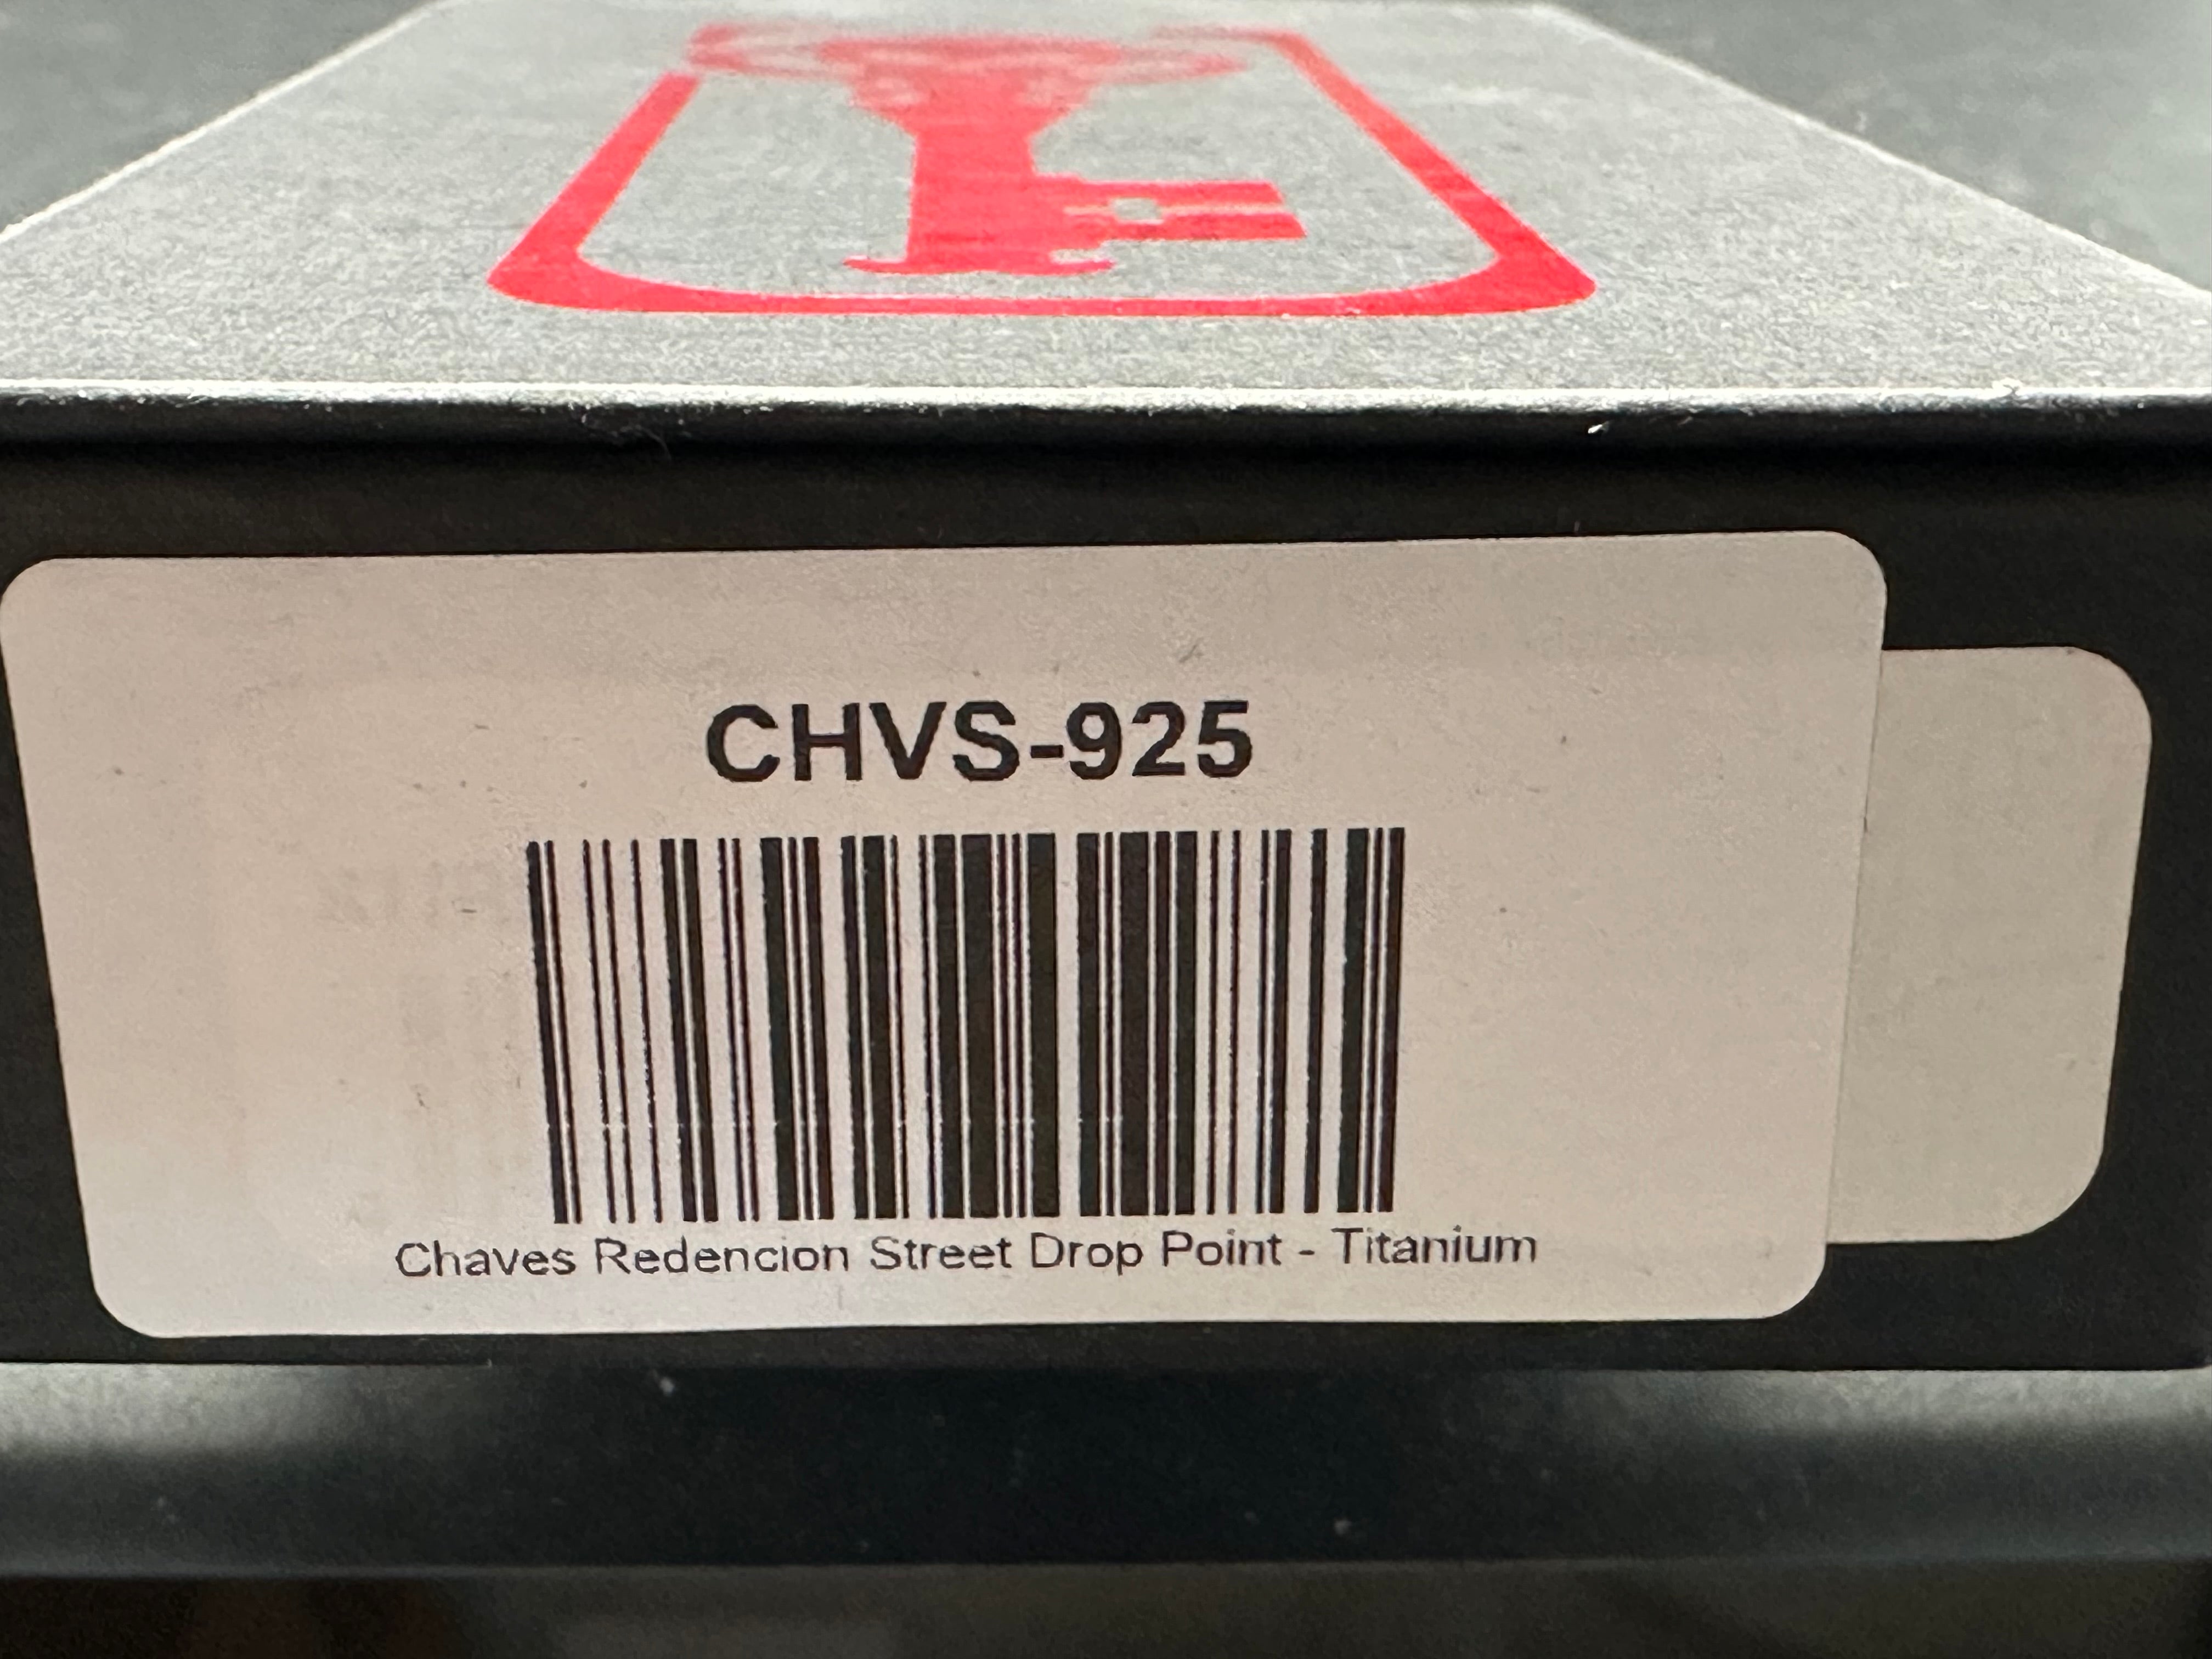 CHVS-925
Chaves Redencion Street Drop Point - Titanium